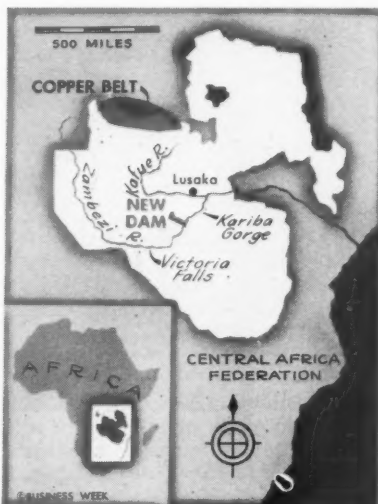 500 MILES
COPPER BELT
Kafue R.
Zambezi
R.
Lusaka
NEW
DAM
Kariba
Gorge
Victoria
Falls
CENTRAL AFRICA
FEDERATION
AFRICA
©BUSINESS WEEK